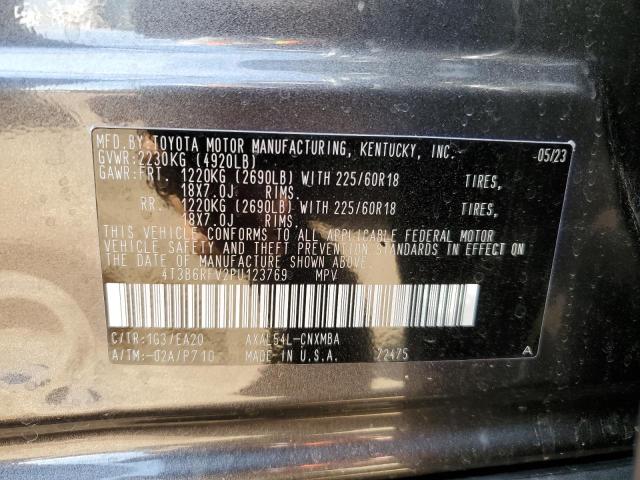 MFD.BY TOYOTA MOTOR MANUFACTURING, KENTUCKY, INC. 05/23
GVWR:2230KG (4920LB)
GAWR:FRT. 1220KG (2690LB) WITH 225/60R18 TIRES,
18X7.0J RIMS.
RR. 1220KG (2690LB) WITH 225/60R18 TIRES,
18X7.0J RIMS.
THIS VEHICLE CONFORMS TO ALL APPLICABLE FEDERAL MOTOR
VEHICLE SAFETY AND THEFT PREVENTION STANDARDS IN EFFECT ON
THE DATE OF MANUFACTURE SHOWN ABOVE.
4T3B6RFV2PU123769 MPV
C/TR:1G3/EA20 AXAL54L-CNXMBA
A/TM:-02A/P710 MADE IN U.S.A. 72475 A